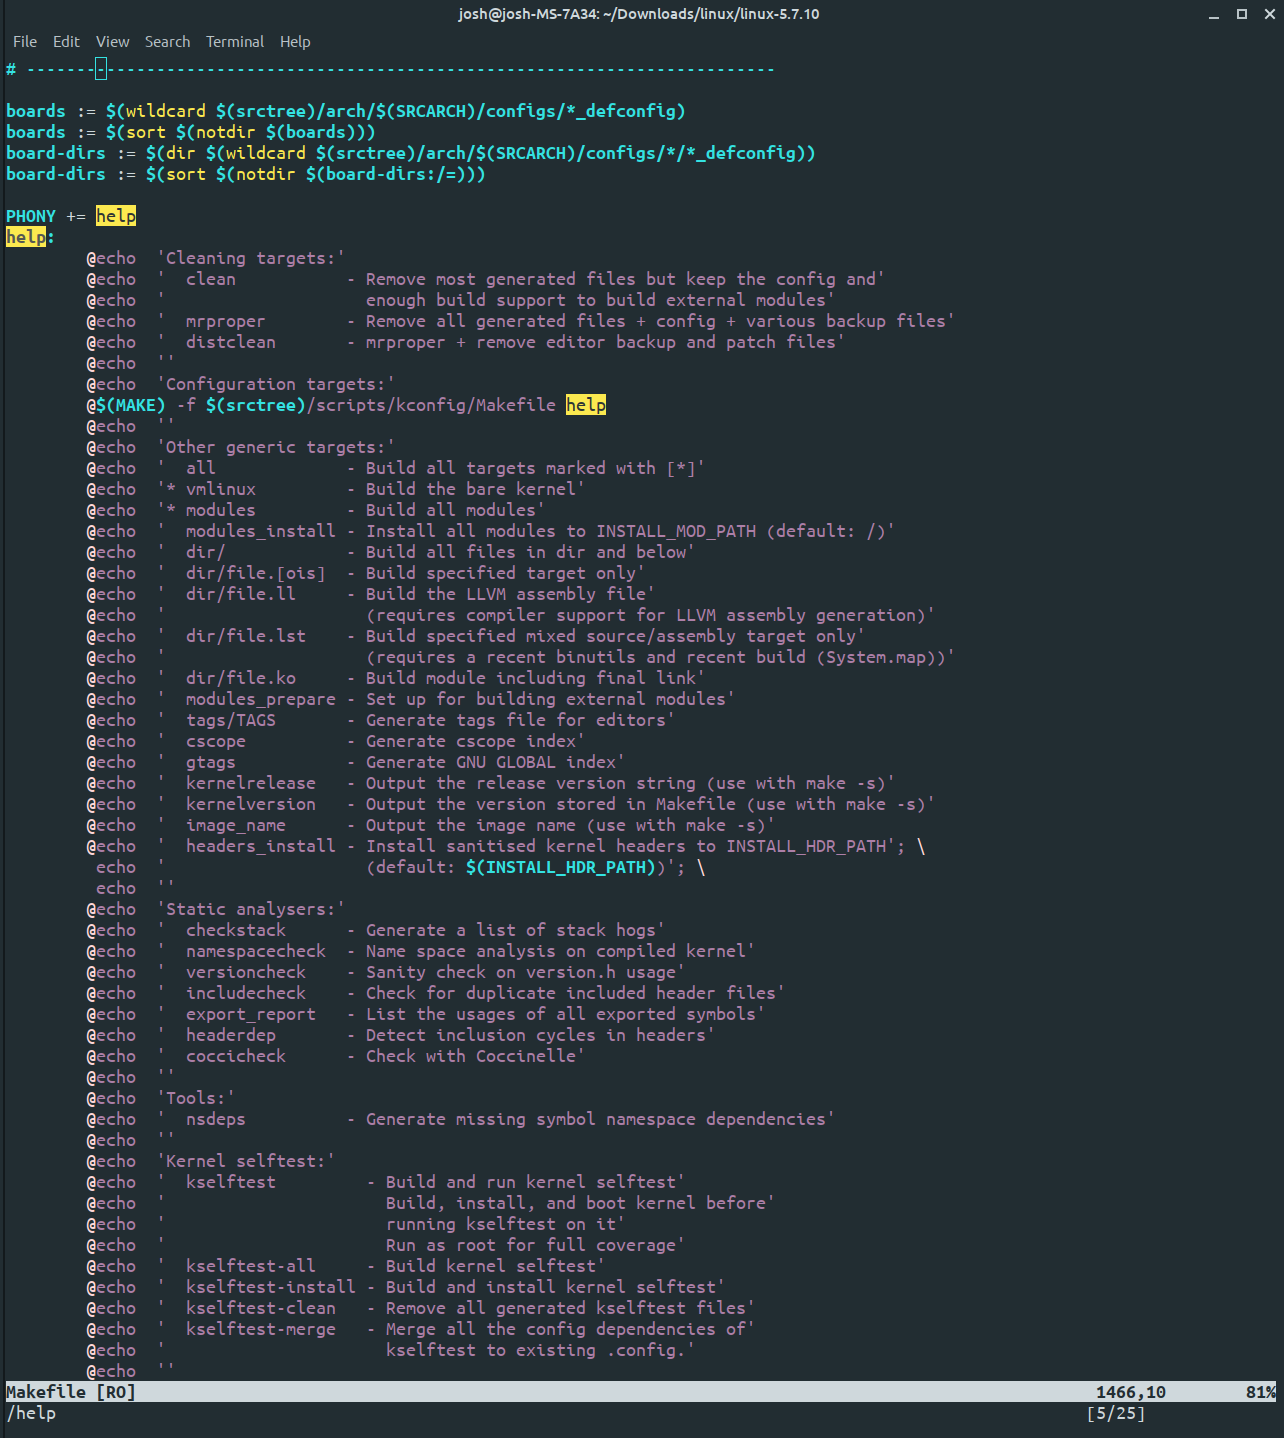 josh@josh-MS-7A34: ~/Downloads/linux/linux-5.7.10
File Edit View Search Terminal Help
# ---------------------------------------------------------------------------
boards := $(wildcard $(srctree)/arch/$(SRCARCH)/configs/*_defconfig)
boards := $(sort $(notdir $(boards)))
board-dirs := $(dir $(wildcard $(srctree)/arch/$(SRCARCH)/configs/*/*_defconfig))
board-dirs := $(sort $(notdir $(board-dirs:/=)))
PHONY += help
help:
        @echo  'Cleaning targets:'
        @echo  '  clean           - Remove most generated files but keep the config and'
        @echo  '                    enough build support to build external modules'
        @echo  '  mrproper        - Remove all generated files + config + various backup files'
        @echo  '  distclean       - mrproper + remove editor backup and patch files'
        @echo  ''
        @echo  'Configuration targets:'
        @$(MAKE) -f $(srctree)/scripts/kconfig/Makefile help
        @echo  ''
        @echo  'Other generic targets:'
        @echo  '  all             - Build all targets marked with [*]'
        @echo  '* vmlinux         - Build the bare kernel'
        @echo  '* modules         - Build all modules'
        @echo  '  modules_install - Install all modules to INSTALL_MOD_PATH (default: /)'
        @echo  '  dir/            - Build all files in dir and below'
        @echo  '  dir/file.[ois]  - Build specified target only'
        @echo  '  dir/file.ll     - Build the LLVM assembly file'
        @echo  '                    (requires compiler support for LLVM assembly generation)'
        @echo  '  dir/file.lst    - Build specified mixed source/assembly target only'
        @echo  '                    (requires a recent binutils and recent build (System.map))'
        @echo  '  dir/file.ko     - Build module including final link'
        @echo  '  modules_prepare - Set up for building external modules'
        @echo  '  tags/TAGS       - Generate tags file for editors'
        @echo  '  cscope          - Generate cscope index'
        @echo  '  gtags           - Generate GNU GLOBAL index'
        @echo  '  kernelrelease   - Output the release version string (use with make -s)'
        @echo  '  kernelversion   - Output the version stored in Makefile (use with make -s)'
        @echo  '  image_name      - Output the image name (use with make -s)'
        @echo  '  headers_install - Install sanitised kernel headers to INSTALL_HDR_PATH'; \
         echo  '                    (default: $(INSTALL_HDR_PATH))'; \
         echo  ''
        @echo  'Static analysers:'
        @echo  '  checkstack      - Generate a list of stack hogs'
        @echo  '  namespacecheck  - Name space analysis on compiled kernel'
        @echo  '  versioncheck    - Sanity check on version.h usage'
        @echo  '  includecheck    - Check for duplicate included header files'
        @echo  '  export_report   - List the usages of all exported symbols'
        @echo  '  headerdep       - Detect inclusion cycles in headers'
        @echo  '  coccicheck      - Check with Coccinelle'
        @echo  ''
        @echo  'Tools:'
        @echo  '  nsdeps          - Generate missing symbol namespace dependencies'
        @echo  ''
        @echo  'Kernel selftest:'
        @echo  '  kselftest         - Build and run kernel selftest'
        @echo  '                      Build, install, and boot kernel before'
        @echo  '                      running kselftest on it'
        @echo  '                      Run as root for full coverage'
        @echo  '  kselftest-all     - Build kernel selftest'
        @echo  '  kselftest-install - Build and install kernel selftest'
        @echo  '  kselftest-clean   - Remove all generated kselftest files'
        @echo  '  kselftest-merge   - Merge all the config dependencies of'
        @echo  '                      kselftest to existing .config.'
        @echo  ''
Makefile [RO] 1466,10 81%
/help [5/25]